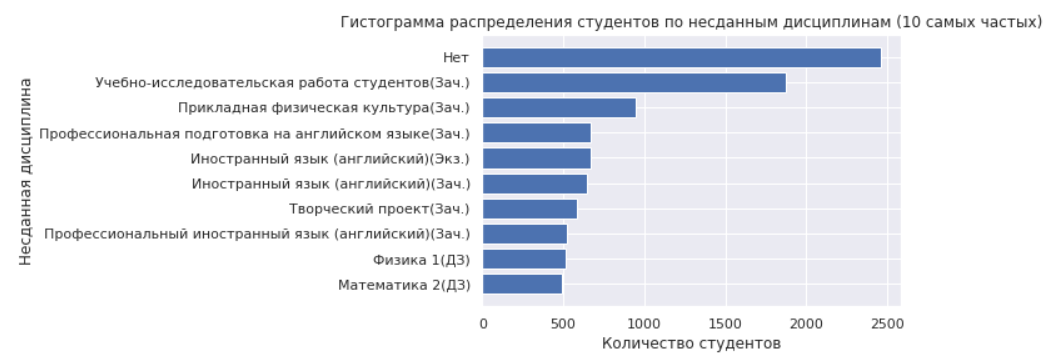 Гистограмма распределения студентов по несданным дисциплинам (10 самых частых)
Несданная дисциплина
Нет
Учебно-исследовательская работа студентов(Зач.)
Прикладная физическая культура(Зач.)
Профессиональная подготовка на английском языке(Зач.)
Иностранный язык (английский)(Экз.)
Иностранный язык (английский)(Зач.)
Творческий проект(Зач.)
Профессиональный иностранный язык (английский)(Зач.)
Физика 1(ДЗ)
Математика 2(ДЗ)
0 500 1000 1500 2000 2500
Количество студентов